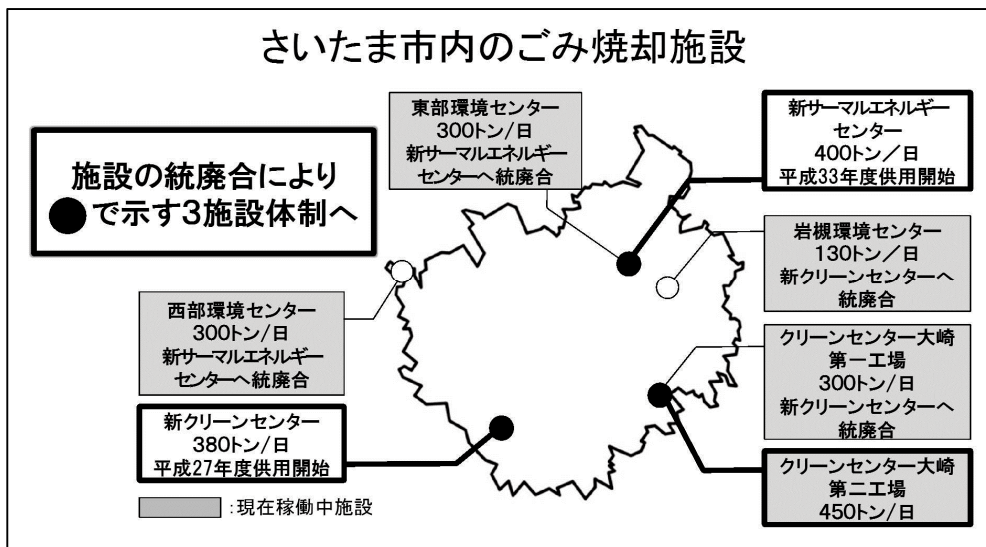 さいたま市内のごみ焼却施設
施設の統廃合により
●で示す3施設体制へ
東部環境センター
300トン/日
新サーマルエネルギー
センターへ統廃合
新サーマルエネルギー
センター
400トン／日
平成33年度供用開始
岩槻環境センター
130トン／日
新クリーンセンターへ
統廃合
西部環境センター
300トン/日
新サーマルエネルギー
センターへ統廃合
クリーンセンター大崎
第一工場
300トン/日
新クリーンセンターへ
統廃合
新クリーンセンター
380トン/日
平成27年度供用開始
クリーンセンター大崎
第二工場
450トン/日
:現在稼働中施設